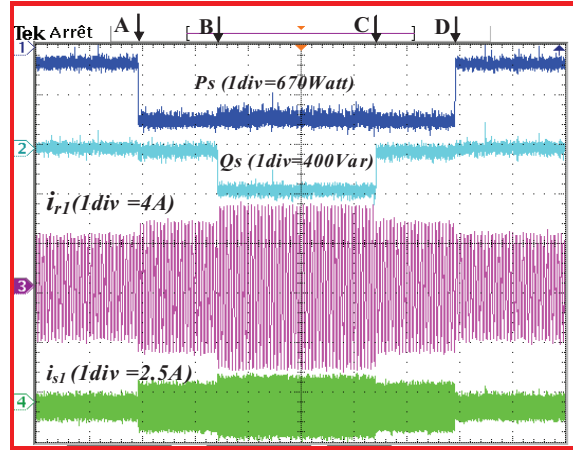 A B C D
Tek Arrêt
1
Ps (1div=670Watt)
2
Qs (1div=400Var)
ir1(1div =4A)
3
is1 (1div =2.5A)
4